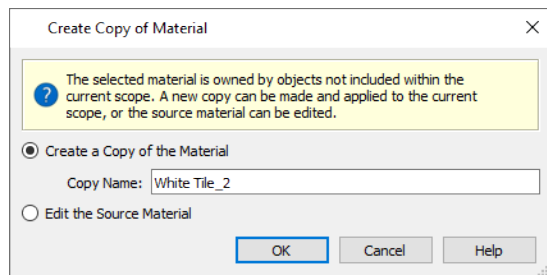 Create Copy of Material
The selected material is owned by objects not included within the
current scope. A new copy can be made and applied to the current
scope, or the source material can be edited.
Create a Copy of the Material
Copy Name: White Tile_2
Edit the Source Material
OK Cancel Help